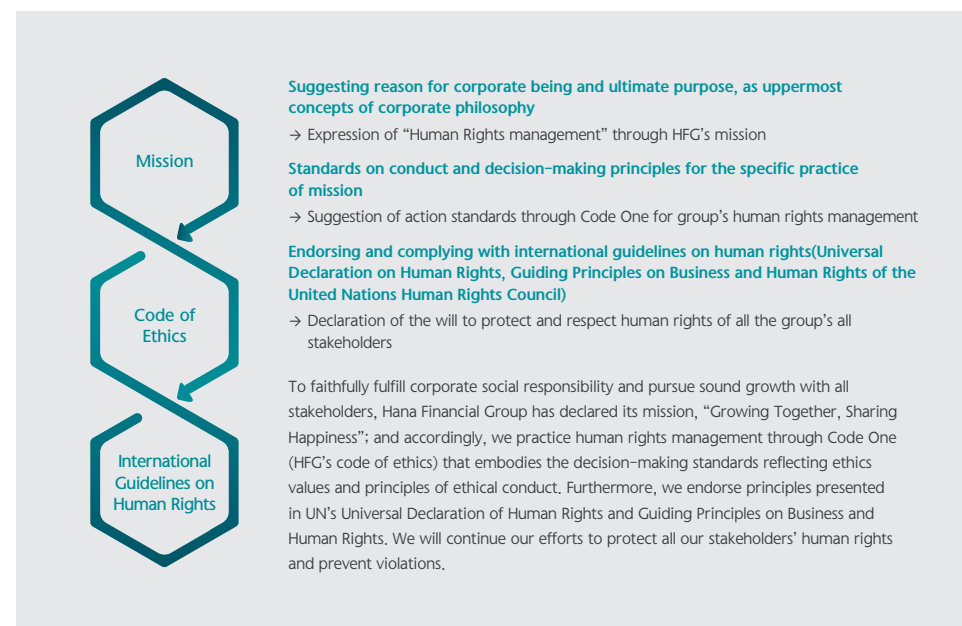 Mission
Code of
Ethics
International
Guidelines on
Human Rights
Suggesting reason for corporate being and ultimate purpose, as uppermost
concepts of corporate philosophy
→ Expression of “Human Rights management” through HFG’s mission
Standards on conduct and decision-making principles for the specific practice
of mission
→ Suggestion of action standards through Code One for group’s human rights management
Endorsing and complying with international guidelines on human rights(Universal
Declaration on Human Rights, Guiding Principles on Business and Human Rights of the
United Nations Human Rights Council)
→ Declaration of the will to protect and respect human rights of all the group’s all
stakeholders
To faithfully fulfill corporate social responsibility and pursue sound growth with all
stakeholders, Hana Financial Group has declared its mission, “Growing Together, Sharing
Happiness”; and accordingly, we practice human rights management through Code One
(HFG’s code of ethics) that embodies the decision-making standards reflecting ethics
values and principles of ethical conduct. Furthermore, we endorse principles presented
in UN’s Universal Declaration of Human Rights and Guiding Principles on Business and
Human Rights. We will continue our efforts to protect all our stakeholders’ human rights
and prevent violations.